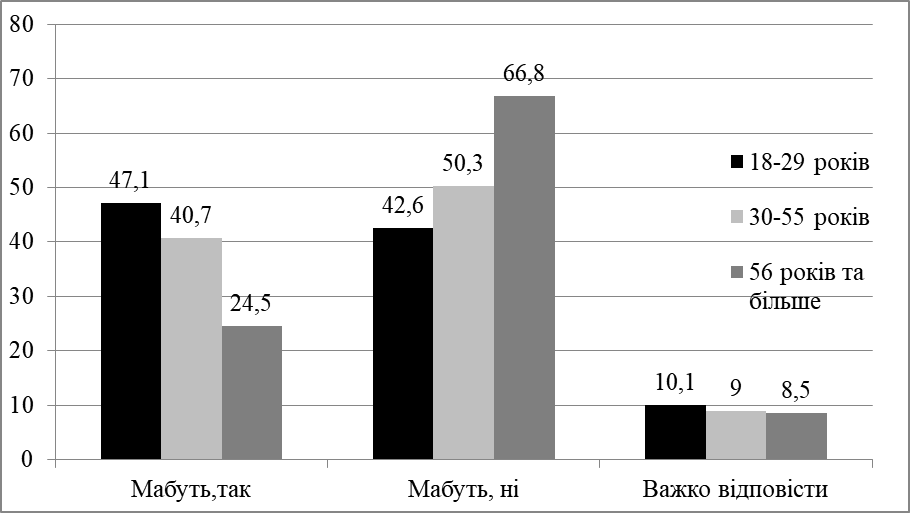 80
70
60
50
40
30
20
10
0
47,1
40,7
24,5
42,6
50,3
66,8
10,1
9
8,5
18-29 років
30-55 років
56 років та
більше
Мабуть,так
Мабуть, ні
Важко відповісти